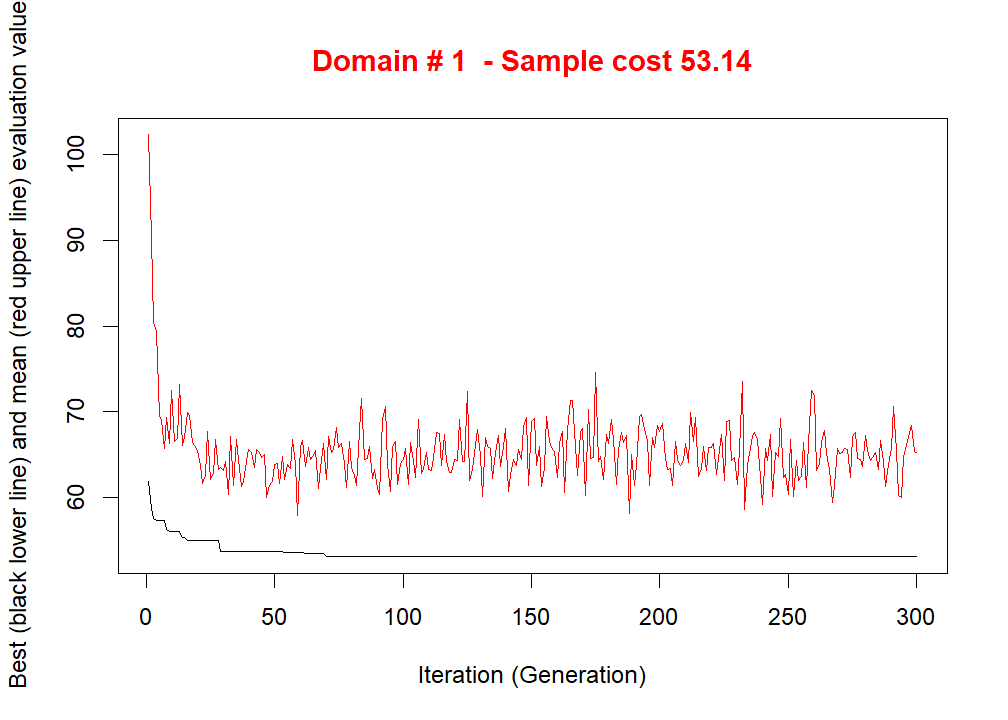 Domain # 1  - Sample cost 53.14
Best (black lower line) and mean (red upper line) evaluation value
100
90
80
70
60
0 50 100 150 200 250 300
Iteration (Generation)